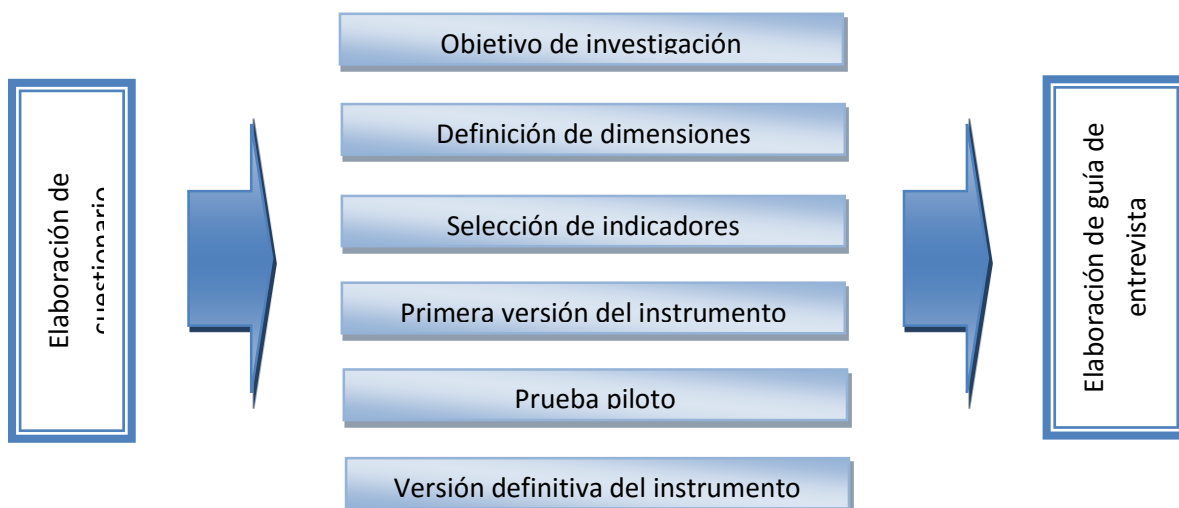 Elaboración de
cuestionario
Objetivo de investigación
Definición de dimensiones
Selección de indicadores
Primera versión del instrumento
Prueba piloto
Versión definitiva del instrumento
Elaboración de guía de
entrevista